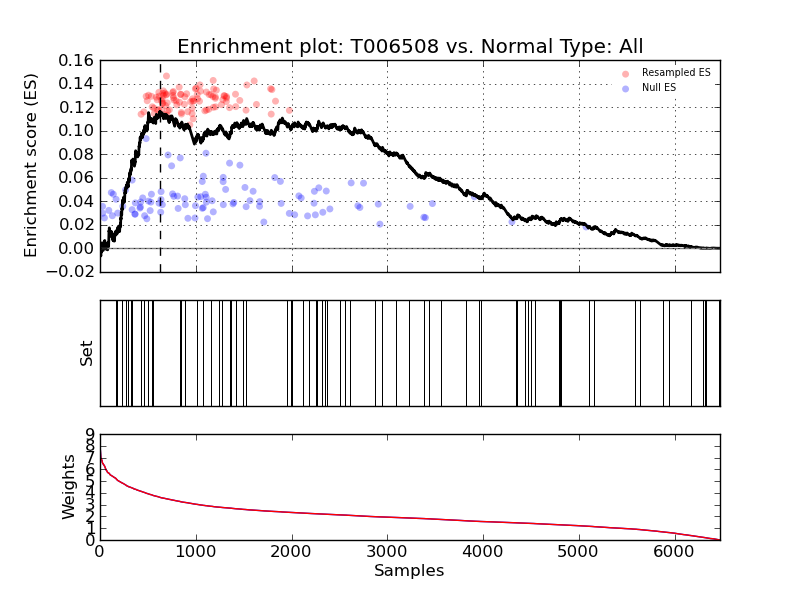 Enrichment plot: T006508 vs. Normal Type: All
Enrichment score (ES)
0.16
0.14
0.12
0.10
0.08
0.06
0.04
0.02
0.00
−0.02
Resampled ES
Null ES
Set
Weights
9
8
7
6
5
4
3
2
1
0
0 1000 2000 3000 4000 5000 6000
Samples